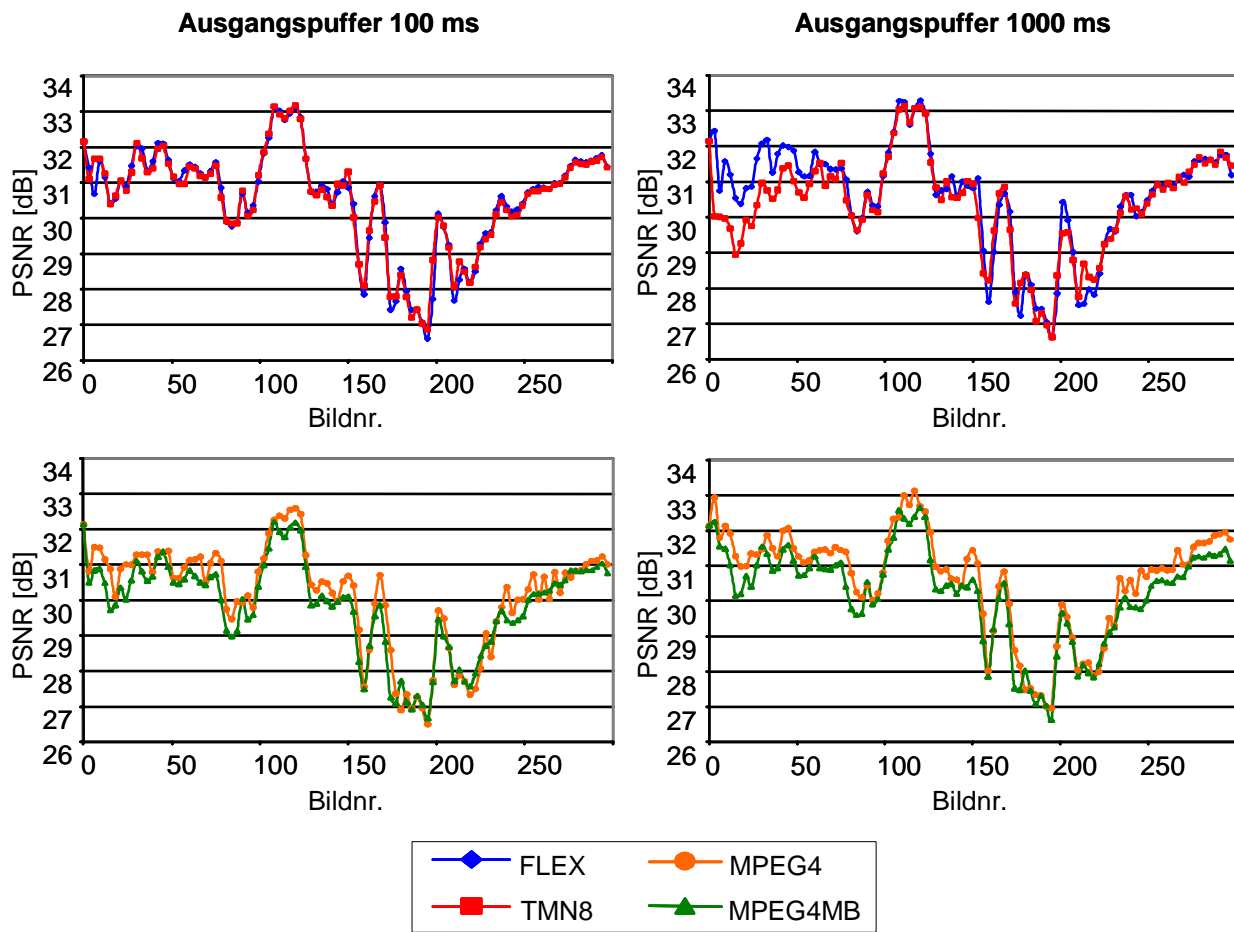 Ausgangspuffer 100 ms
Ausgangspuffer 1000 ms
PSNR [dB]
34
33
32
31
30
29
28
27
26
0 50 100 150 200 250
Bildnr.
PSNR [dB]
34
33
32
31
30
29
28
27
26
0 50 100 150 200 250
Bildnr.
PSNR [dB]
34
33
32
31
30
29
28
27
26
0 50 100 150 200 250
Bildnr.
PSNR [dB]
34
33
32
31
30
29
28
27
26
0 50 100 150 200 250
Bildnr.
FLEX
MPEG4
TMN8
MPEG4MB